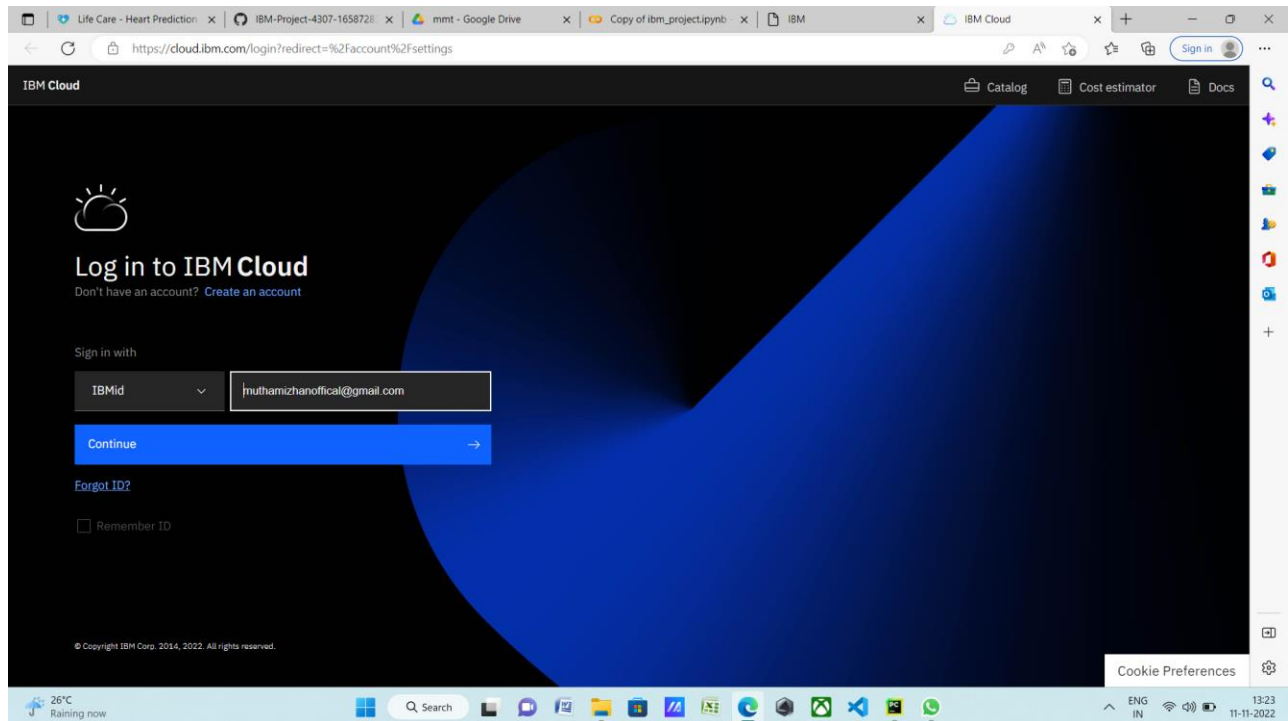 Life Care - Heart Prediction
IBM-Project-4307-1658728
mmt - Google Drive
Copy of ibm_project.ipynb -
IBM
IBM Cloud
https://cloud.ibm.com/login?redirect=%2Faccount%2Fsettings
Sign in
IBM Cloud
Catalog
Cost estimator
Docs
Log in to IBM Cloud
Don't have an account? Create an account
Sign in with
IBMid
muthamizhanoffical@gmail.com
Continue
Forgot ID?
Remember ID
© Copyright IBM Corp. 2014, 2022. All rights reserved.
Cookie Preferences
26°C
Raining now
Search
ENG
IN
13:23
11-11-2022